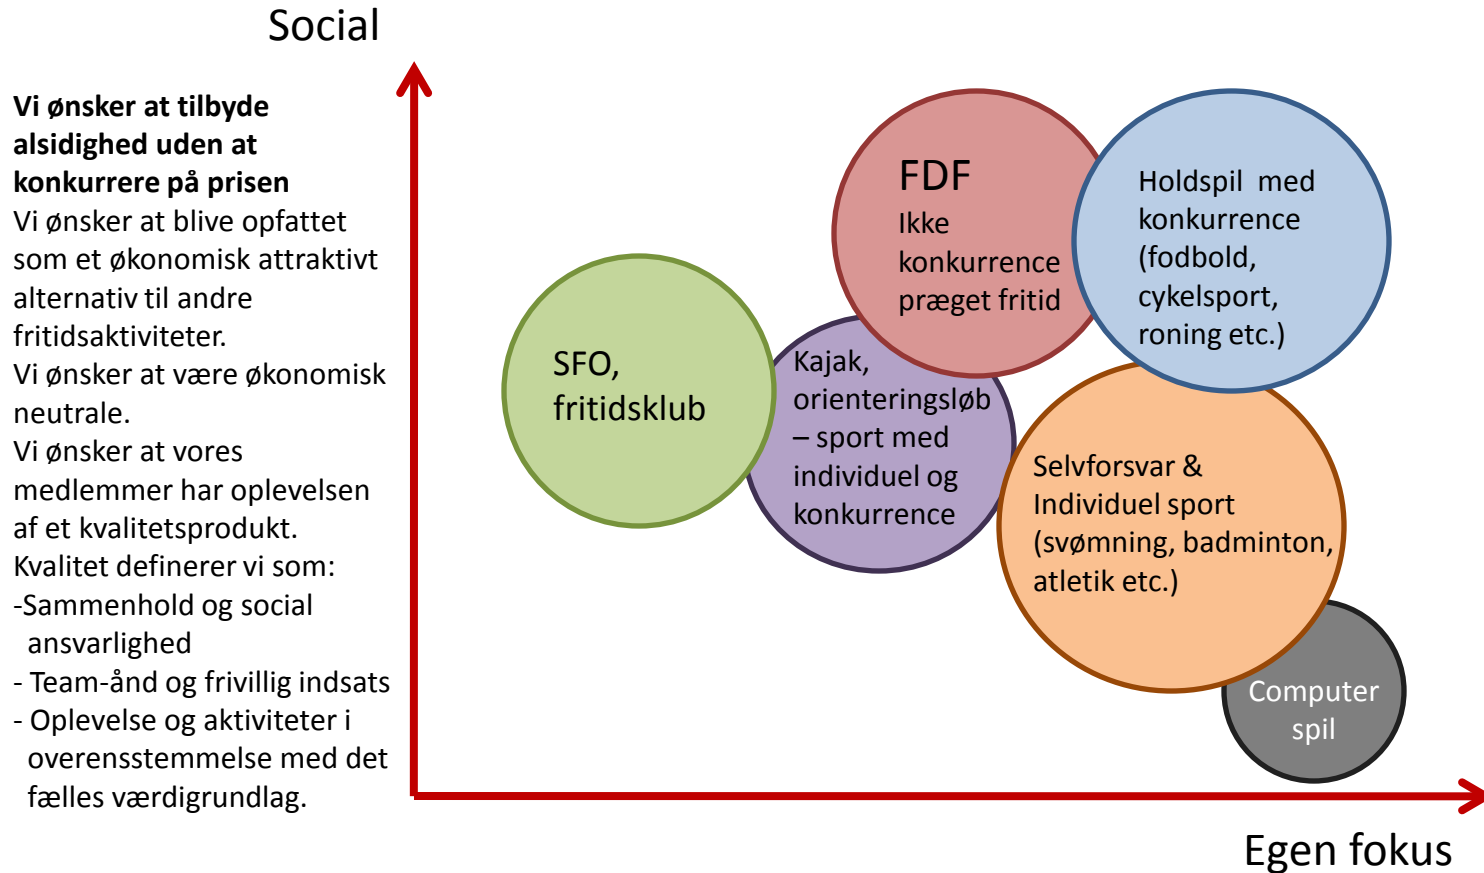 Social
Vi ønsker at tilbyde
alsidighed uden at
konkurrere på prisen
Vi ønsker at blive opfattet
som et økonomisk attraktivt
alternativ til andre
fritidsaktiviteter.
Vi ønsker at være økonomisk
neutrale.
Vi ønsker at vores
medlemmer har oplevelsen
af et kvalitetsprodukt.
Kvalitet definerer vi som:
-Sammenhold og social
ansvarlighed
- Team-ånd og frivillig indsats
- Oplevelse og aktiviteter i
overensstemmelse med det
fælles værdigrundlag.
SFO,
fritidsklub
Kajak,
orienteringsløb
– sport med
individuel og
konkurrence
FDF
Ikke
konkurrence
præget fritid
Holdspil med
konkurrence
(fodbold,
cykelsport,
roning etc.)
Selvforsvar &
Individuel sport
(svømning, badminton,
atletik etc.)
Computer
spil
Egen fokus